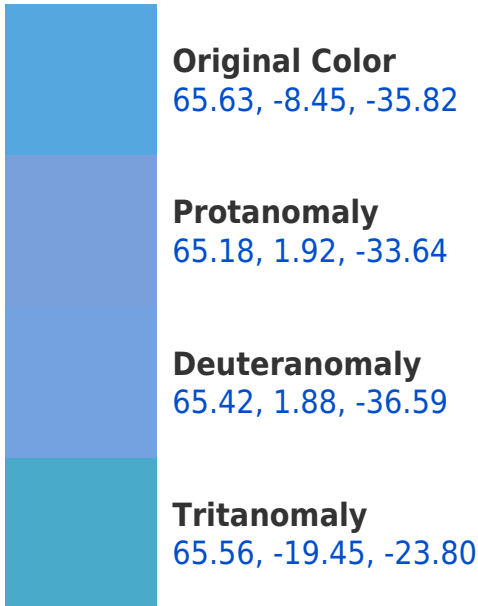 Original Color
65.63, -8.45, -35.82
Protanomaly
65.18, 1.92, -33.64
Deuteranomaly
65.42, 1.88, -36.59
Tritanomaly
65.56, -19.45, -23.80